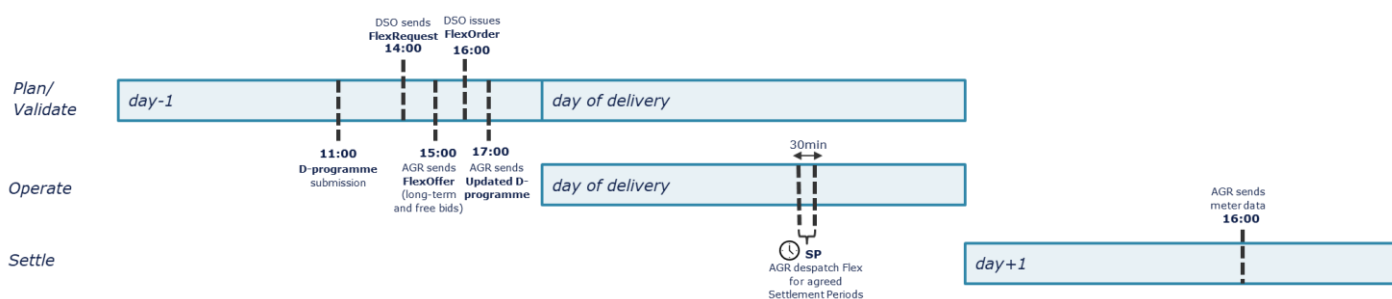 DSO sends
FlexRequest
14:00
DSO issues
FlexOrder
16:00
Plan/
Validate
day-1
day of delivery
11:00
D-programme
submission
15:00
AGR sends
FlexOffer
(long-term
and free bids)
17:00
AGR sends
Updated D-
programme
30min
Operate
day of delivery
SP
AGR despatch Flex
for agreed
Settlement Periods
AGR sends
meter data
16:00
Settle
day+1